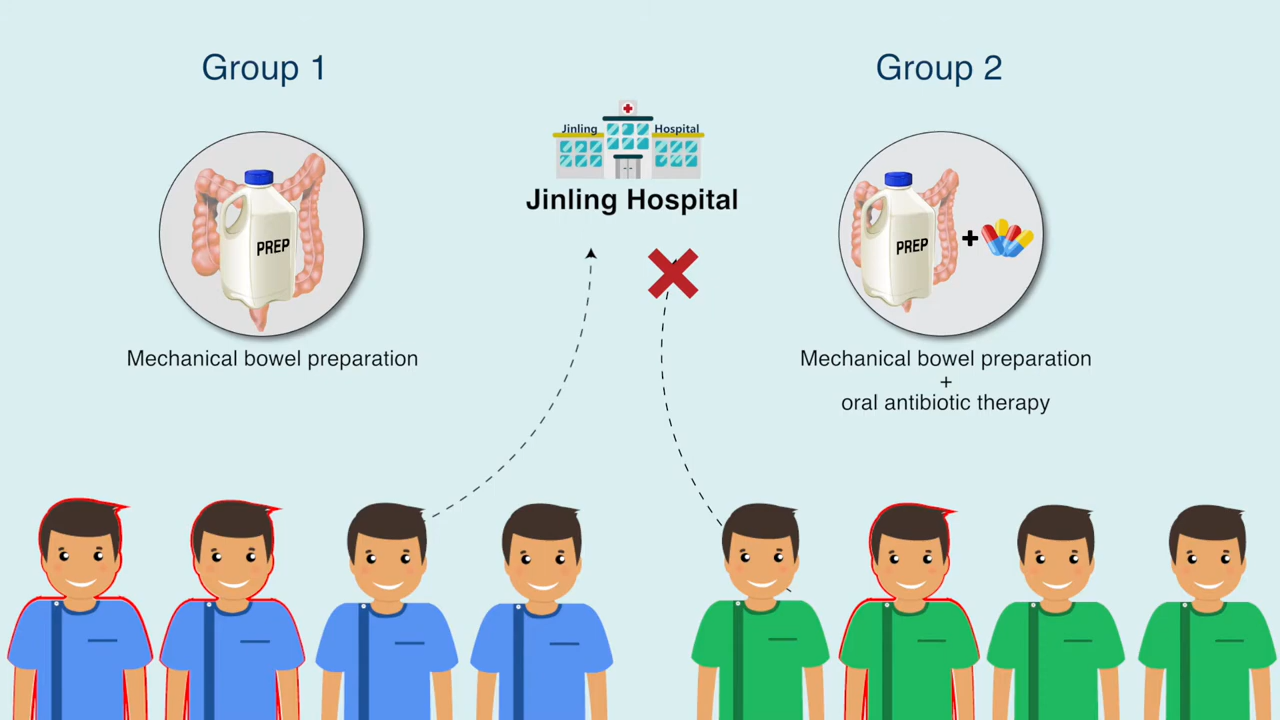 Group 1
Group 2
Jinling Hospital
Jinling Hospital
PREP
PREP
+
Mechanical bowel preparation
Mechanical bowel preparation
+
oral antibiotic therapy